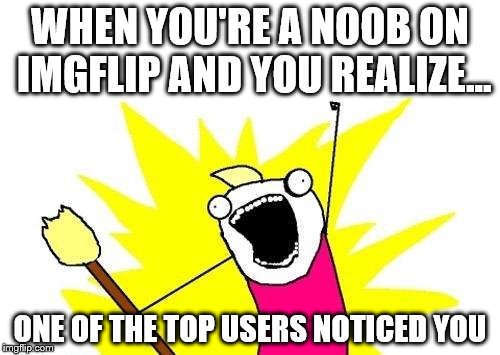 WHEN YOU'RE A NOOB ON
IMGFLIP AND YOU REALIZE...
ONE OF THE TOP USERS NOTICED YOU
imgflip.com